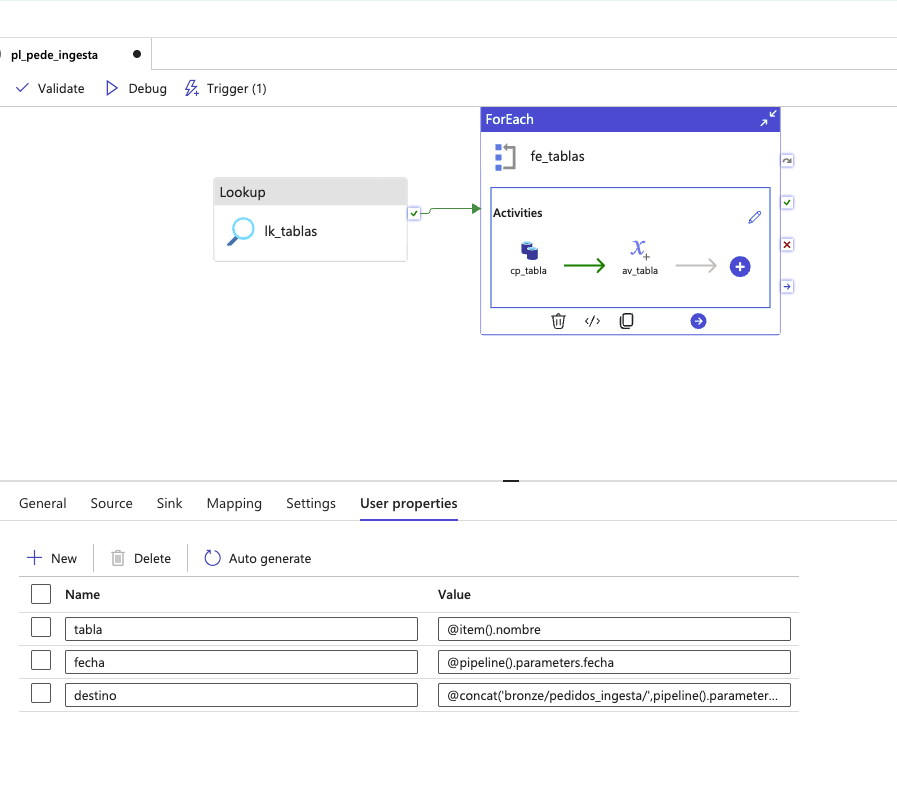 pl_pede_ingesta
Validate Debug Trigger (1)
ForEach
fe_tablas
Lookup
lk_tablas
Activities
cp_tabla
av_tabla
General Source Sink Mapping Settings User properties
New Delete Auto generate
Name Value
tabla @item().nombre
fecha @pipeline().parameters.fecha
destino @concat('bronze/pedidos_ingesta/',pipeline().parameter...